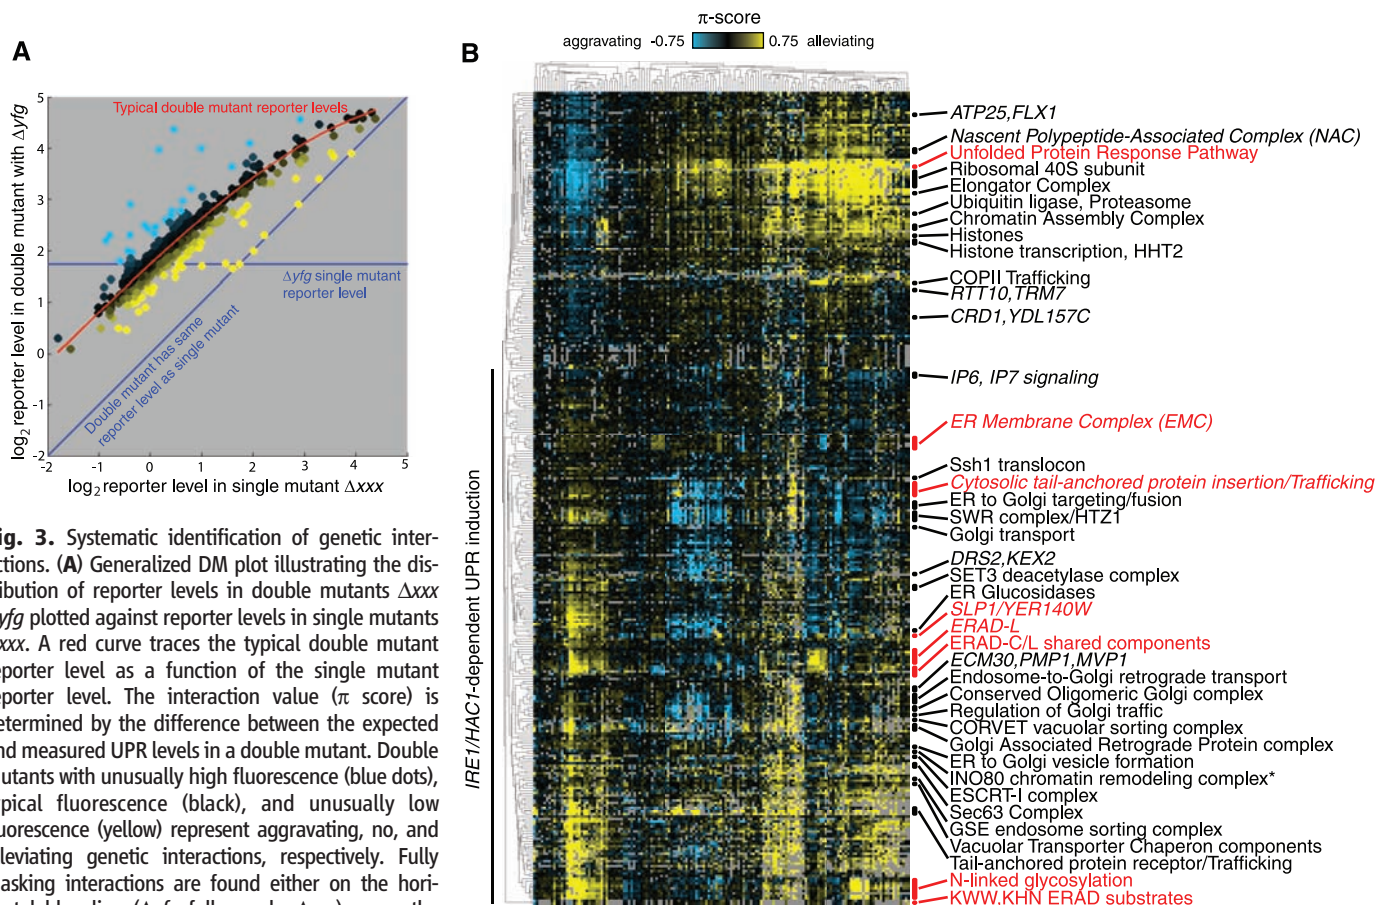 A
5
4
3
2
1
0
-1
-2
-2
-1
0
1
2
3
4
5
log2 reporter level in double mutant with Δyfg
log2 reporter level in single mutant Δxxx
Typical double mutant reporter levels
Δyfg single mutant
reporter level
Double mutant has same
reporter level as single mutant
ig. 3. Systematic identification of genetic inter-
ctions. (A) Generalized DM plot illustrating the dis-
ibution of reporter levels in double mutants Δxxx
yfg plotted against reporter levels in single mutants
xxx. A red curve traces the typical double mutant
eporter level as a function of the single mutant
eporter level. The interaction value (π score) is
etermined by the difference between the expected
nd measured UPR levels in a double mutant. Double
utants with unusually high fluorescence (blue dots),
pical fluorescence (black), and unusually low
uorescence (yellow) represent aggravating, no, and
lleviating genetic interactions, respectively. Fully
asking interactions are found either on the hori-
B
π-score
aggravating -0.75 0.75 alleviating
IRE1/HAC1-dependent UPR induction
ATP25,FLX1
Nascent Polypeptide-Associated Complex (NAC)
Unfolded Protein Response Pathway
Ribosomal 40S subunit
Elongator Complex
Ubiquitin ligase, Proteasome
Chromatin Assembly Complex
Histones
Histone transcription, HHT2
COPII Trafficking
RTT10,TRM7
CRD1,YDL157C
IP6, IP7 signaling
ER Membrane Complex (EMC)
Ssh1 translocon
Cytosolic tail-anchored protein insertion/Trafficking
ER to Golgi targeting/fusion
SWR complex/HTZ1
Golgi transport
DRS2,KEX2
SET3 deacetylase complex
ER Glucosidases
SLP1/YER140W
ERAD-L
ERAD-C/L shared components
ECM30,PMP1,MVP1
Endosome-to-Golgi retrograde transport
Conserved Oligomeric Golgi complex
Regulation of Golgi traffic
CORVET vacuolar sorting complex
Golgi Associated Retrograde Protein complex
ER to Golgi vesicle formation
INO80 chromatin remodeling complex*
ESCRT-I complex
Sec63 Complex
GSE endosome sorting complex
Vacuolar Transporter Chaperon components
Tail-anchored protein receptor/Trafficking
N-linked glycosylation
KWW,KHN ERAD substrates